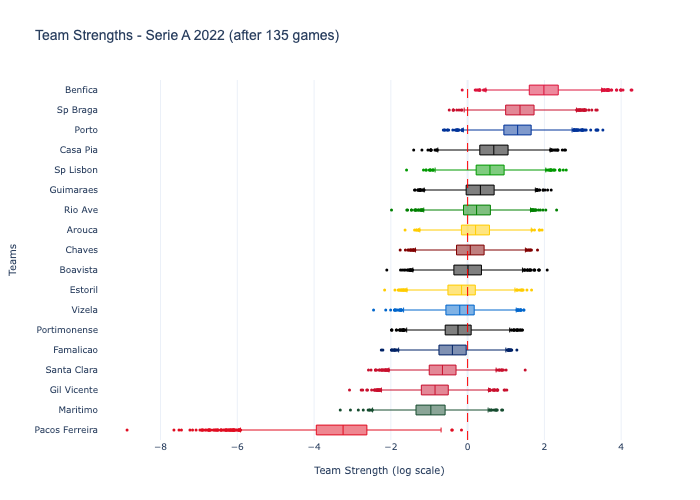 Team Strengths - Serie A 2022 (after 135 games)
Benfica
Sp Braga
Porto
Casa Pia
Sp Lisbon
Guimaraes
Rio Ave
Arouca
Chaves
Boavista
Estoril
Vizela
Portimonense
Famalicao
Santa Clara
Gil Vicente
Maritimo
Pacos Ferreira
Teams
−8 −6 −4 −2 0 2 4
Team Strength (log scale)